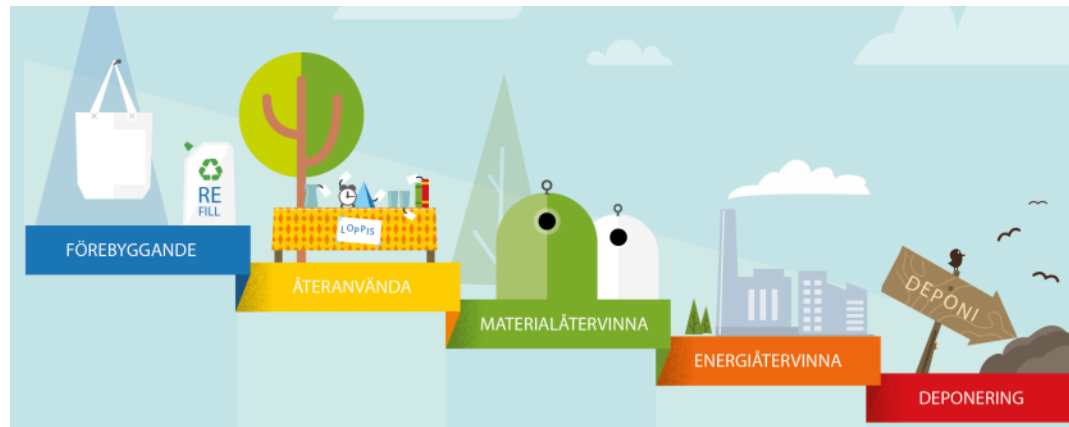 RE
FILL
FÖREBYGGANDE
LOPPIS
ÅTERANVÄNDA
MATERIALÅTERVINNA
ENERGIÅTERVINNA
DEPONI
DEPONERING